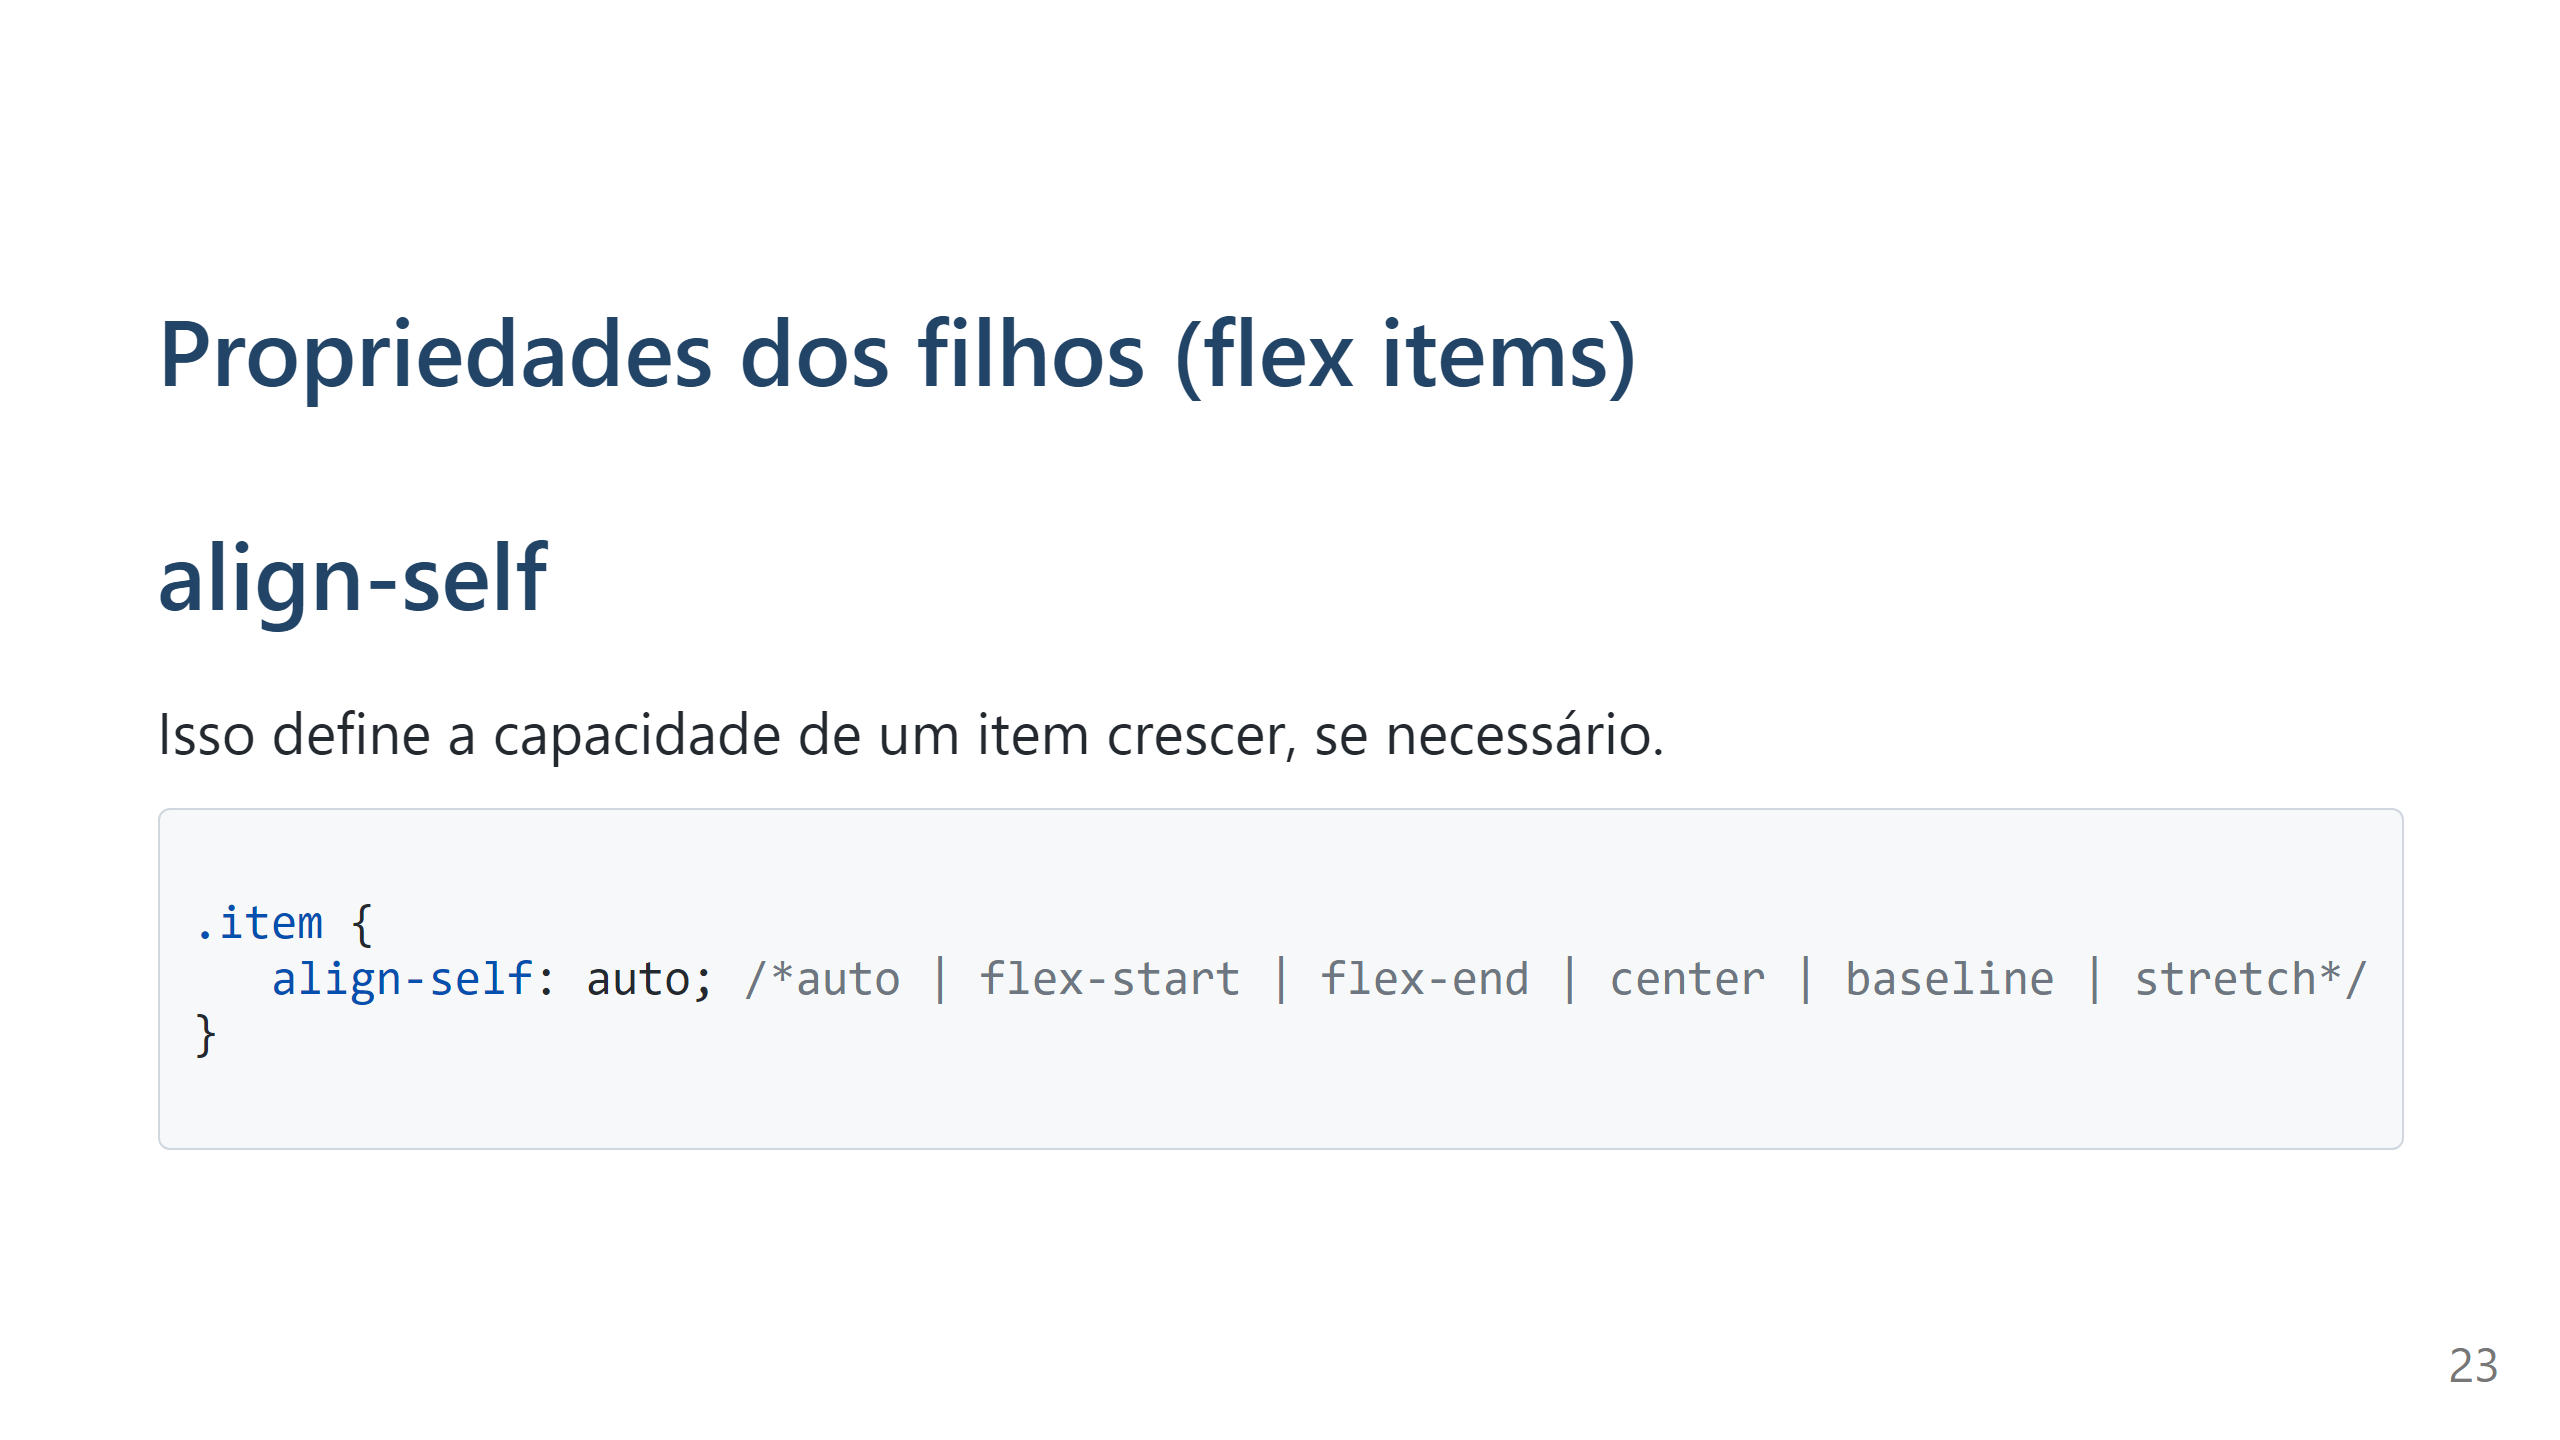 Propriedades dos filhos (flex items)
align-self
Isso define a capacidade de um item crescer, se necessário.
.item {
   align-self: auto; /*auto | flex-start | flex-end | center | baseline | stretch*/
}
23